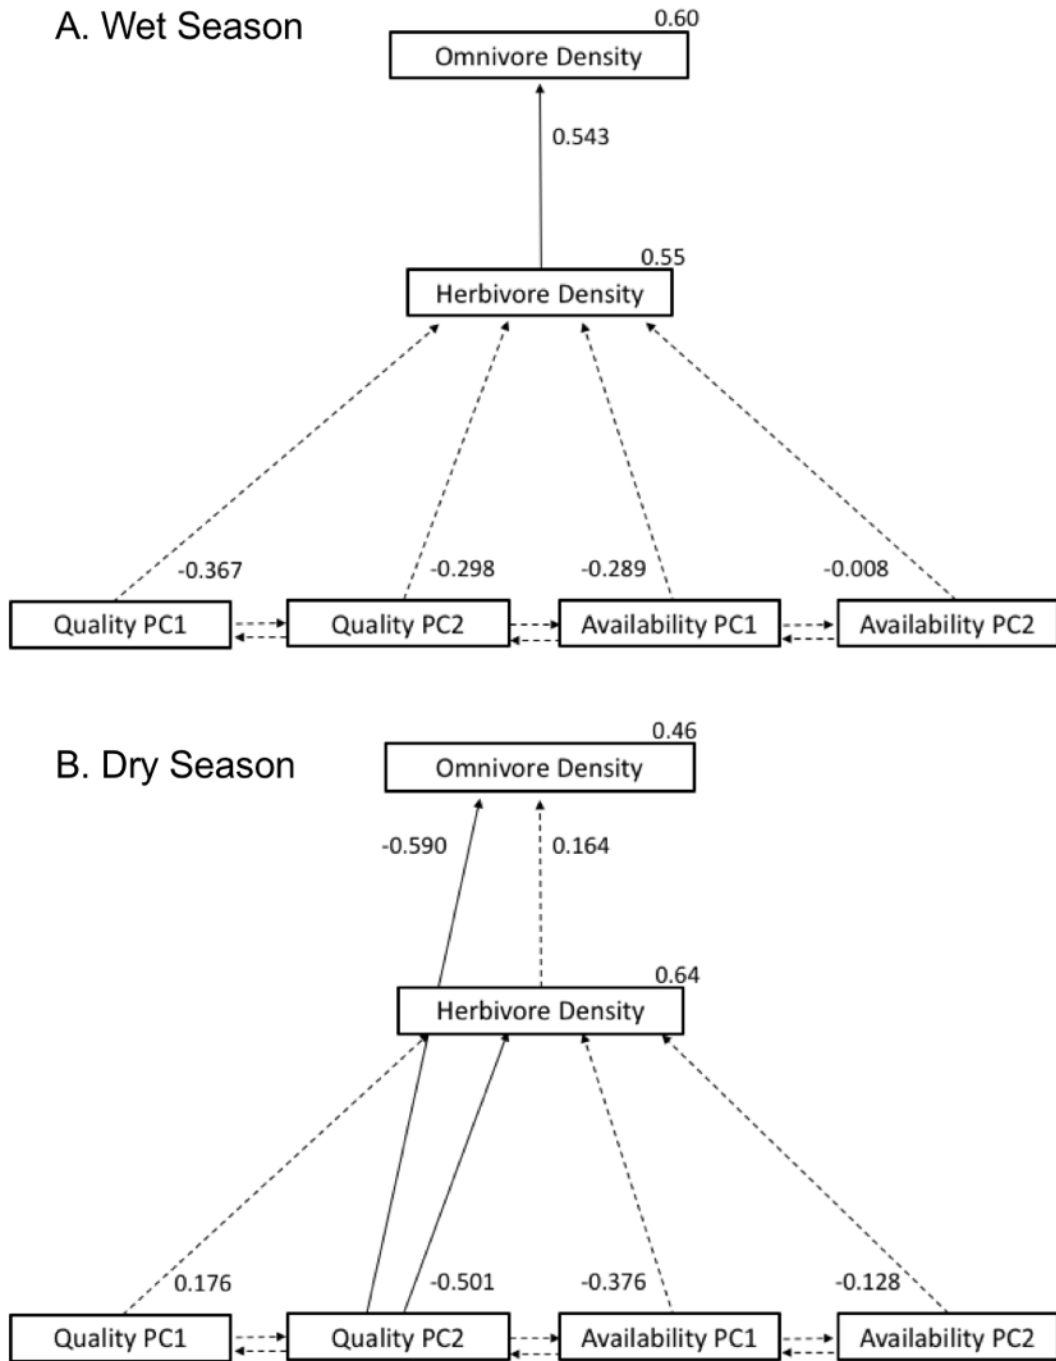 A. Wet Season
0.60
Omnivore Density
0.543
0.55
Herbivore Density
-0.367 -0.298 -0.289 -0.008
Quality PC1 Quality PC2 Availability PC1 Availability PC2
B. Dry Season
0.46
Omnivore Density
-0.590 0.164
0.64
Herbivore Density
0.176 -0.501 -0.376 -0.128
Quality PC1 Quality PC2 Availability PC1 Availability PC2